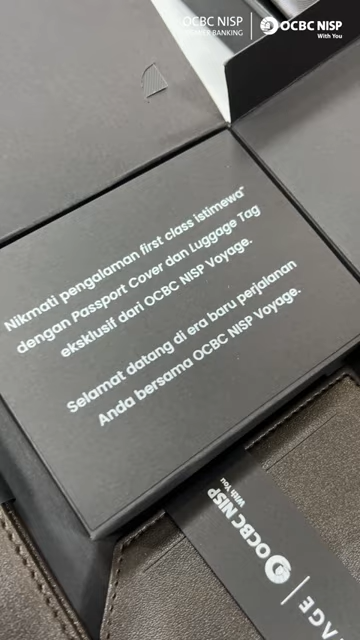 OCBC NISP
PREMIER BANKING
OCBC NISP
With You
Nikmati pengalaman first class istimewa"
dengan Passport Cover dan Luggage Tag
eksklusif dari OCBC NISP Voyage.
Selamat datang di era baru perjalanan
Anda bersama OCBC NISP Voyage.
OCBC NISP
With You
AGE